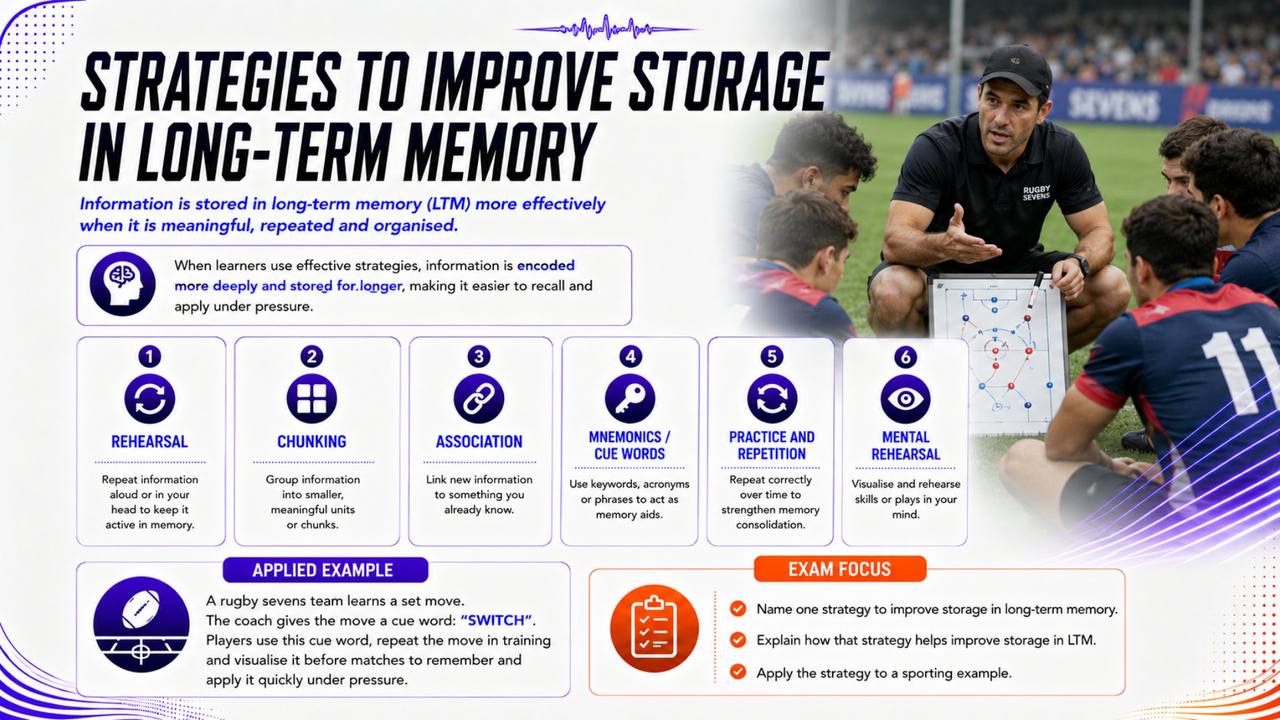 STRATEGIES TO IMPROVE STORAGE
IN LONG-TERM MEMORY
Information is stored in long-term memory (LTM) more effectively
when it is meaningful, repeated and organised.
When learners use effective strategies, information is encoded
more deeply and stored for.longer, making it easier to recall and
apply under pressure.
1
REHEARSAL
Repeat information
aloud or in your
head to keep it
active in memory.
2
CHUNKING
Group information
into smaller,
meaningful units
or chunks.
3
ASSOCIATION
Link new information
to something you
already know.
4
MNEMONICS /
CUE WORDS
Use keywords, acronyms
or phrases to act as
memory aids.
5
PRACTICE AND
REPETITION
Repeat correctly
over time to
strengthen memory
consolidation.
6
MENTAL
REHEARSAL
Visualise and rehearse
skills or plays in your
mind.
APPLIED EXAMPLE
A rugby sevens team learns a set move.
The coach gives the move a cue word: “SWITCH”.
Players use this cue word, repeat the move in training
and visualise it before matches to remember and
apply it quickly under pressure.
EXAM FOCUS
Name one strategy to improve storage in long-term memory.
Explain how that strategy helps improve storage in LTM.
Apply the strategy to a sporting example.
SEVENS
RUGBY
SEVENS
11